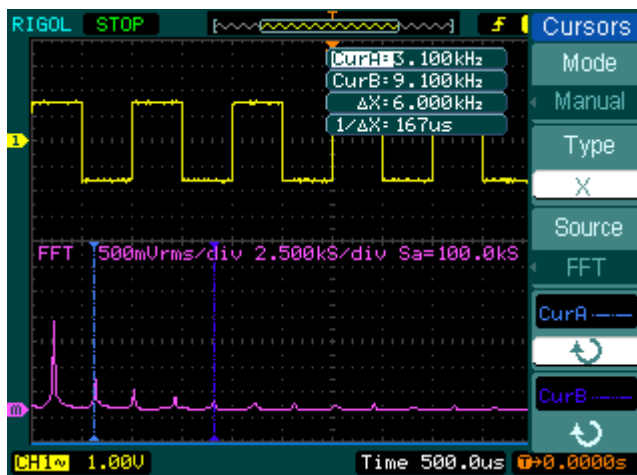 RIGOL STOP
Cursors
CurA: 3.100kHz
CurB: 9.100kHz
ΔX: 6.000kHz
1/ΔX: 167us
Mode
Manual
Type
X
Source
FFT
CurA
CurB
1
FFT 500mVrms/div 2.500kS/div Sa=100.0kS
M
CH1~ 1.00V
Time 500.0us
T→0.0000s